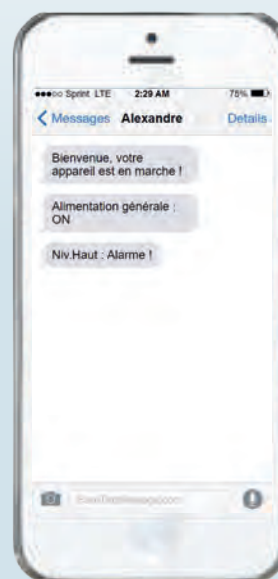 Sprint LTE 2:29 AM 75%
Messages Alexandre Details
Bienvenue, votre
appareil est en marche !
Alimentation générale :
ON
Niv.Haut : Alarme !